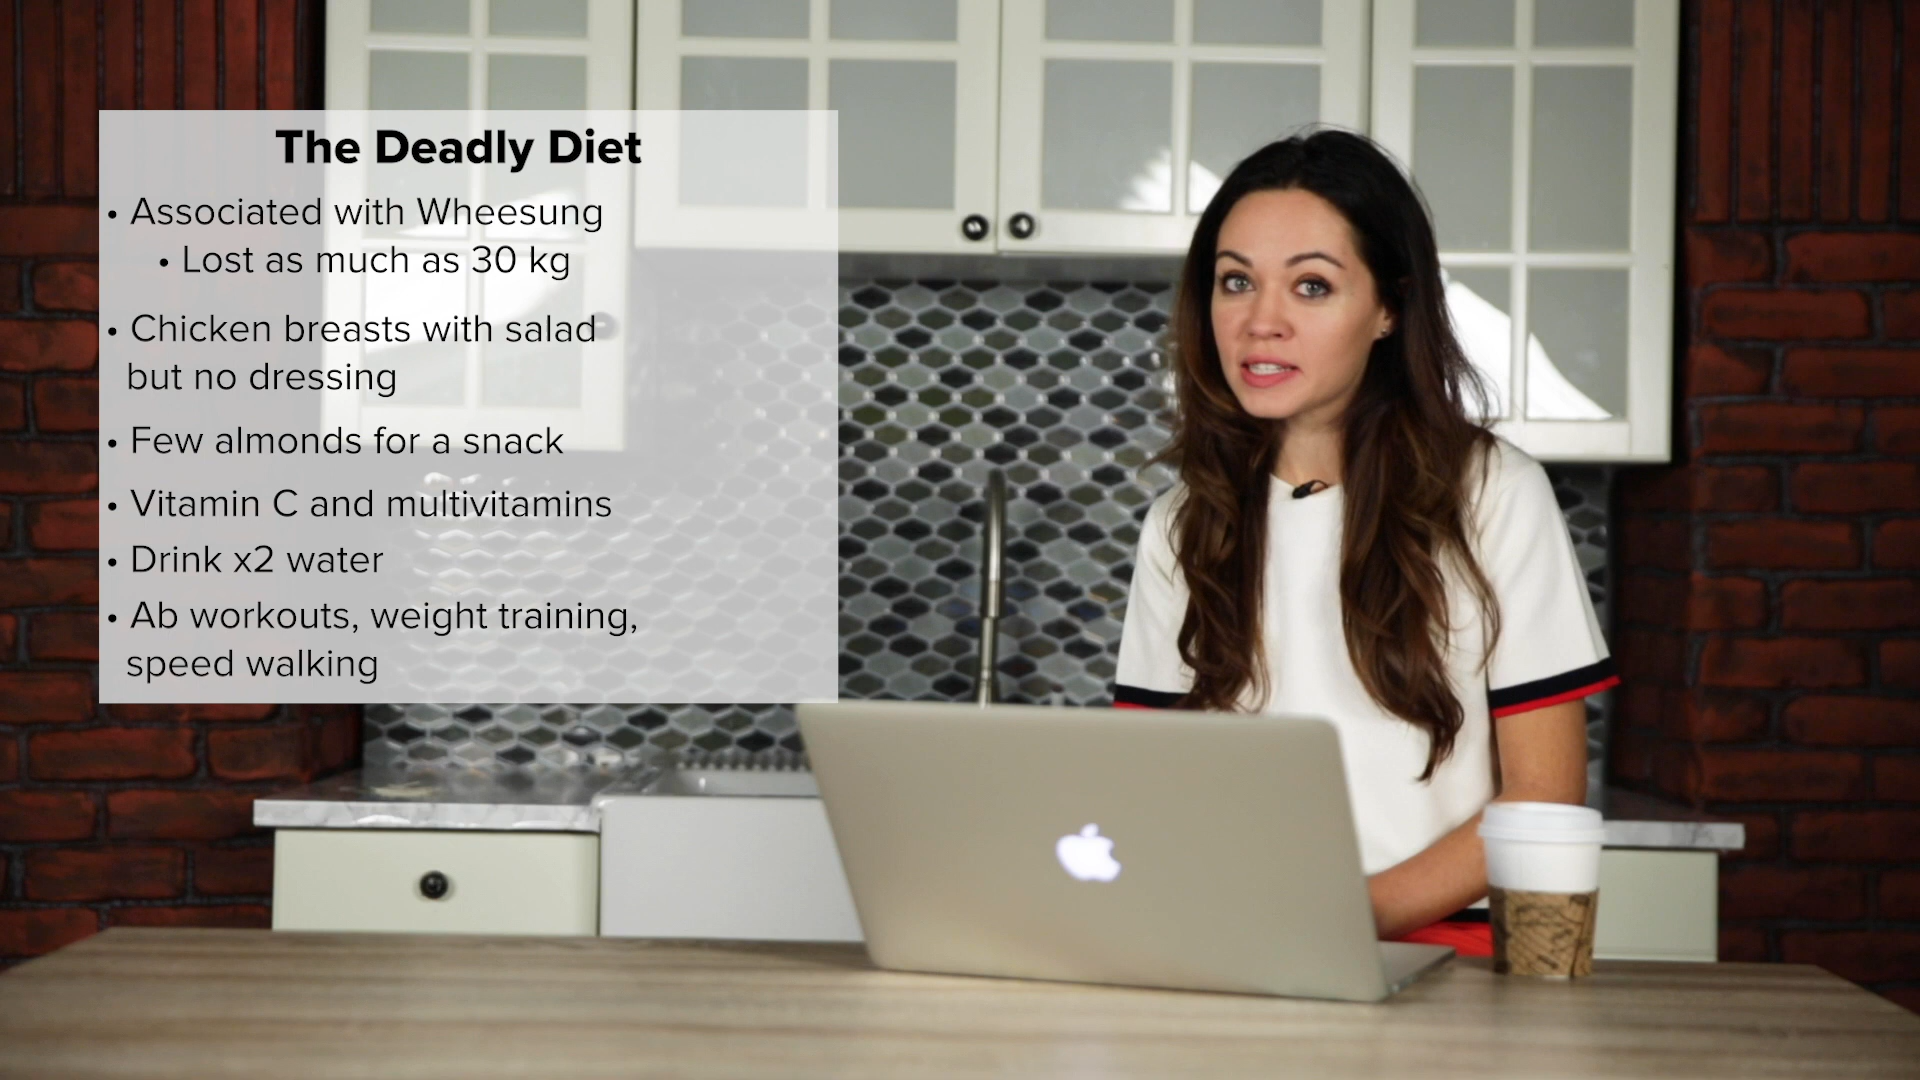 The Deadly Diet
• Associated with Wheesung
• Lost as much as 30 kg
• Chicken breasts with salad
but no dressing
• Few almonds for a snack
• Vitamin C and multivitamins
• Drink x2 water
• Ab workouts, weight training,
speed walking